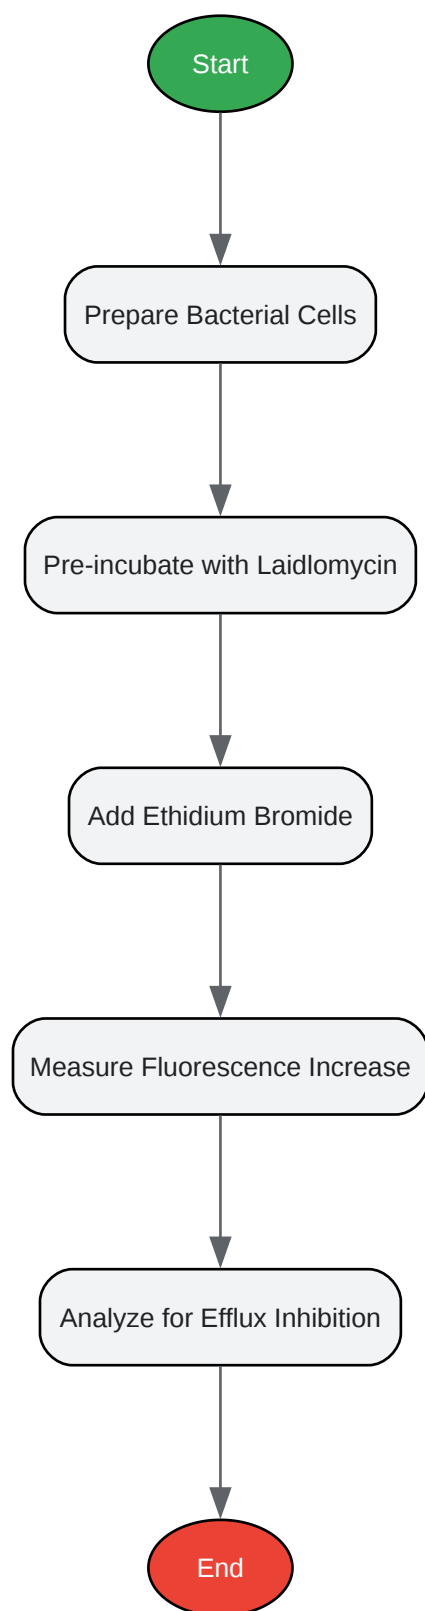 Start
Prepare Bacterial Cells
Pre-incubate with Laidlomycin
Add Ethidium Bromide
Measure Fluorescence Increase
Analyze for Efflux Inhibition
End